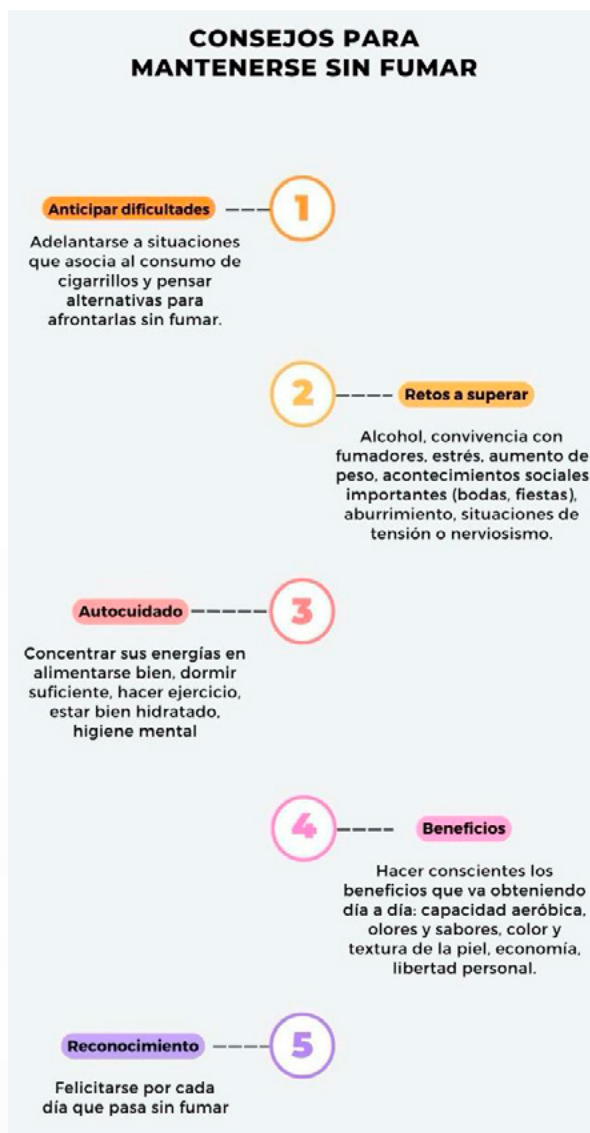 CONSEJOS PARA
MANTENERSE SIN FUMAR
1
Anticipar dificultades
Adelantarse a situaciones
que asocia al consumo de
cigarrillos y pensar
alternativas para
afrontarlas sin fumar.
2
Retos a superar
Alcohol, convivencia con
fumadores, estrés, aumento de
peso, acontecimientos sociales
importantes (bodas, fiestas),
aburrimiento, situaciones de
tensión o nerviosismo.
3
Autocuidado
Concentrar sus energías en
alimentarse bien, dormir
suficiente, hacer ejercicio,
estar bien hidratado,
higiene mental
4
Beneficios
Hacer conscientes los
beneficios que va obteniendo
día a día: capacidad aeróbica,
olores y sabores, color y
textura de la piel, economía,
libertad personal.
5
Reconocimiento
Felicitarse por cada
día que pasa sin fumar